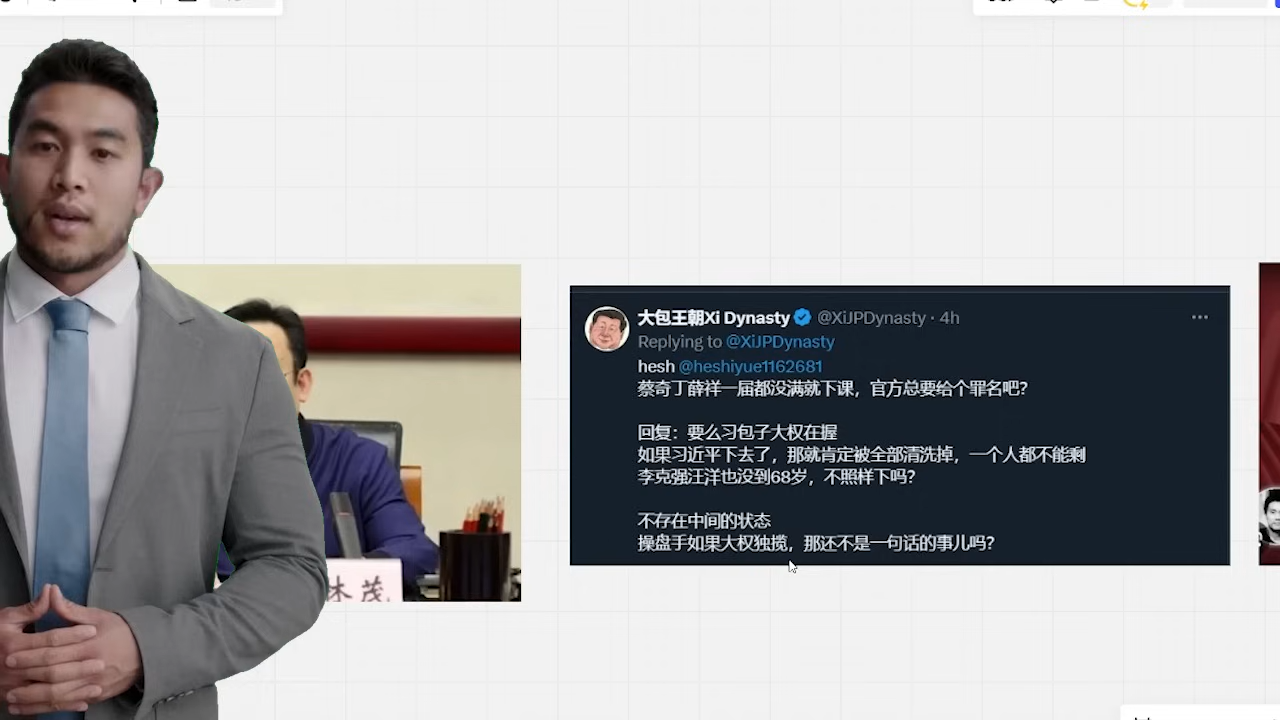 林茂
大包王朝Xi Dynasty @XiJPDynasty · 4h
Replying to @XiJPDynasty
hesh @heshiyue1162681
蔡奇丁薛祥一届都没满就下课，官方总要给个罪名吧？
回复：要么习包子大权在握
如果习近平下去了，那就肯定被全部清洗掉，一个人都不能剩
李克强汪洋也没到68岁，不照样下吗？
不存在中间的状态
操盘手如果大权独揽，那还不是一句话的事儿吗？